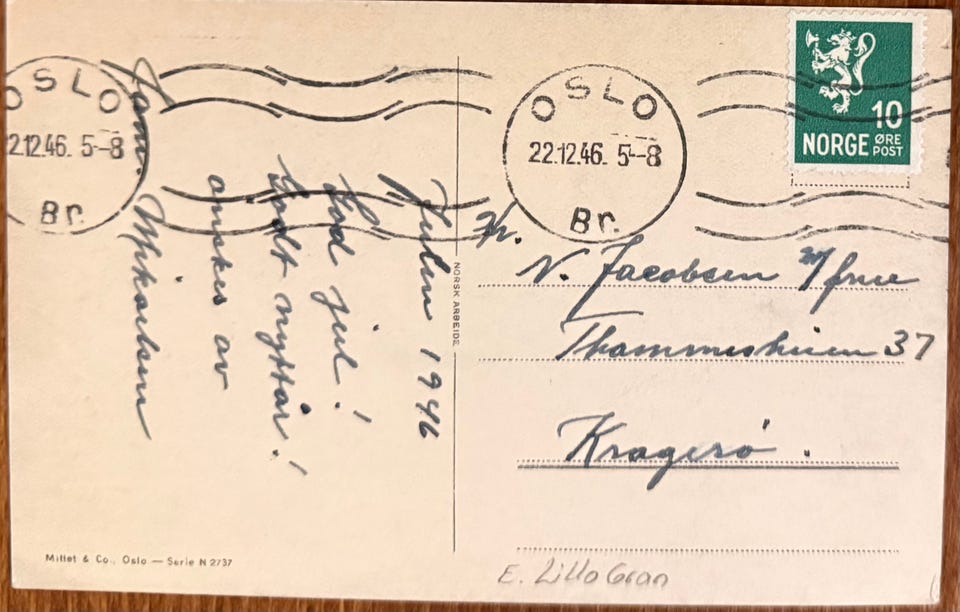 OSLO
22.12.46. 5--8
Br.
OSLO
22.12.46. 5--8
Br.
10
NORGE ØRE
POST
Julen 1946
God jul!
Godt nyttår!
ønskes av
Fam. Mikaelsen
NORSK ARBEIDE
Hr.
N. Jacobsen m/frue
37
Kragerø.
Mittet & Co., Oslo — Serie N 2737
E. Lillo Gran